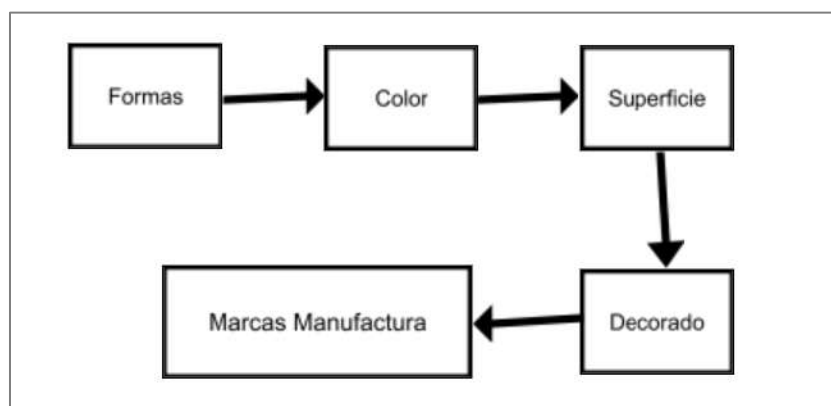 Formas
Color
Superficie
Decorado
Marcas Manufactura